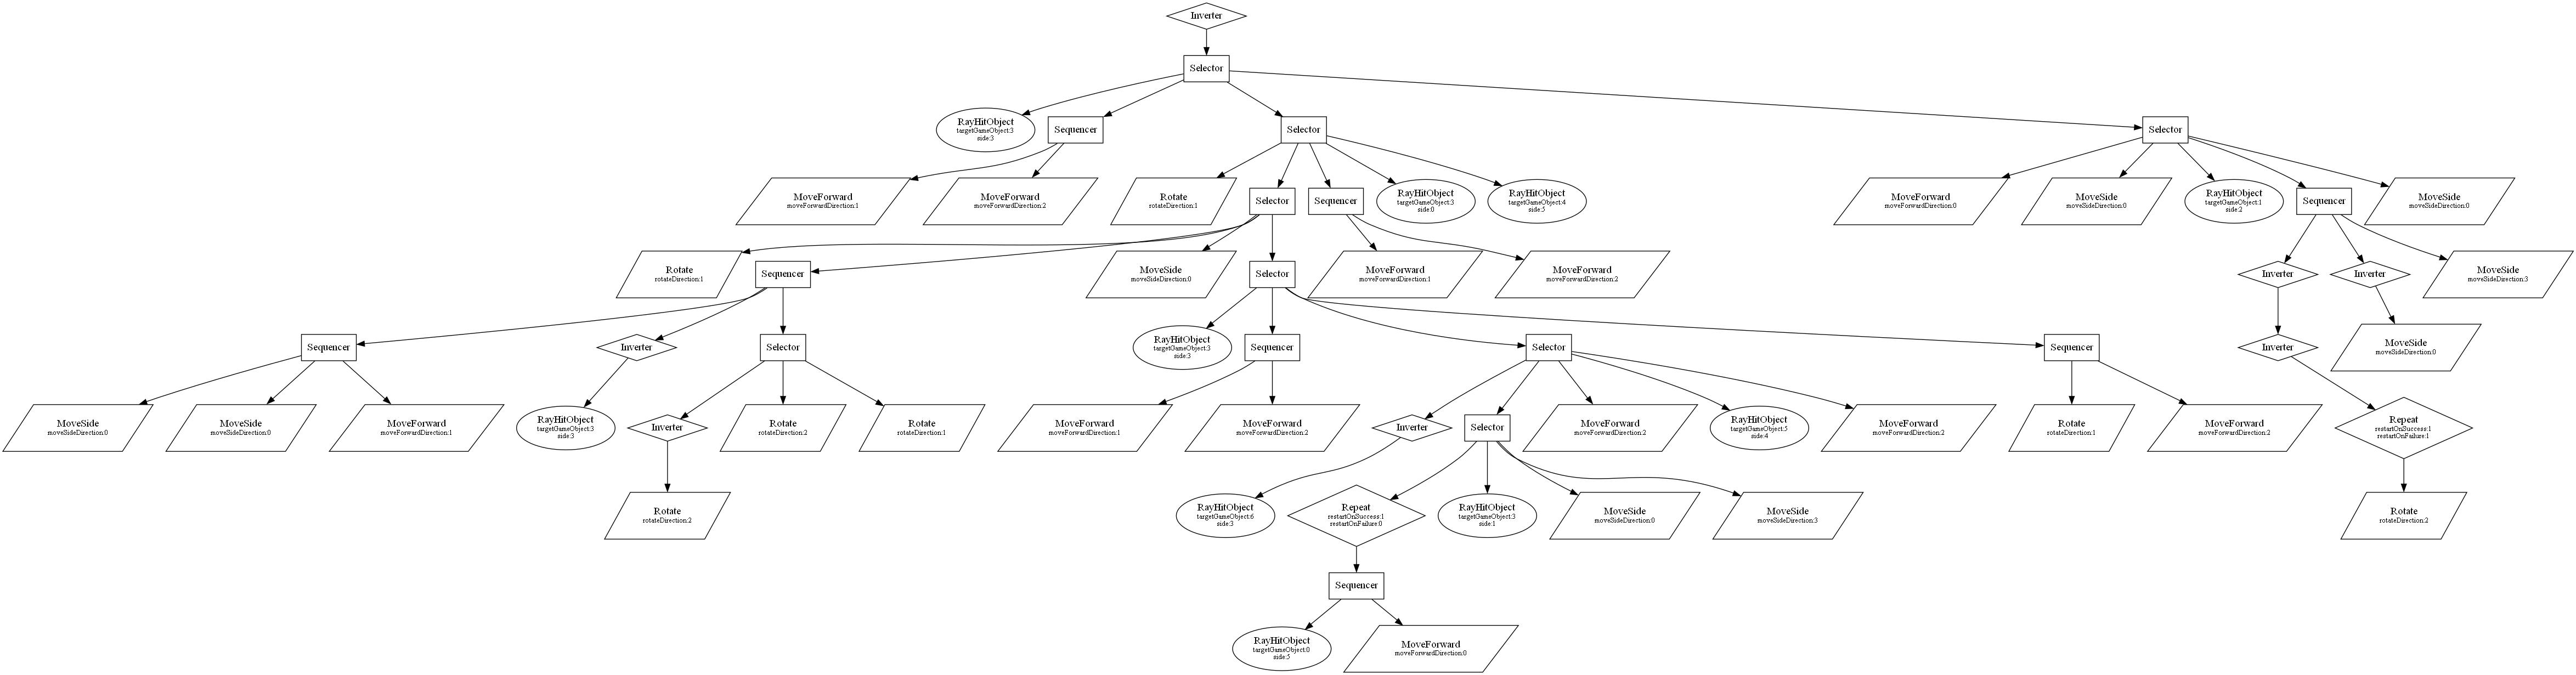 Inverter
Selector
RayHitObject
targetGameObject:3
side:3
Sequencer
Selector
Selector
MoveForward
moveForwardDirection:1
MoveForward
moveForwardDirection:2
Rotate
rotateDirection:1
Selector
Sequencer
RayHitObject
targetGameObject:3
side:0
RayHitObject
targetGameObject:4
side:5
MoveForward
moveForwardDirection:0
MoveSide
moveSideDirection:0
RayHitObject
targetGameObject:1
side:2
Sequencer
MoveSide
moveSideDirection:0
Rotate
rotateDirection:1
Sequencer
MoveSide
moveSideDirection:0
Selector
MoveForward
moveForwardDirection:1
MoveForward
moveForwardDirection:2
Inverter
Inverter
MoveSide
moveSideDirection:3
Sequencer
Inverter
Selector
RayHitObject
targetGameObject:3
side:3
Sequencer
Selector
Sequencer
Inverter
MoveSide
moveSideDirection:0
MoveSide
moveSideDirection:0
MoveSide
moveSideDirection:0
MoveForward
moveForwardDirection:1
RayHitObject
targetGameObject:3
side:3
Inverter
Rotate
rotateDirection:2
Rotate
rotateDirection:1
MoveForward
moveForwardDirection:1
MoveForward
moveForwardDirection:2
Inverter
Selector
MoveForward
moveForwardDirection:2
RayHitObject
targetGameObject:5
side:4
MoveForward
moveForwardDirection:2
Rotate
rotateDirection:1
MoveForward
moveForwardDirection:2
Repeat
restartOnSuccess:1
restartOnFailure:1
Rotate
rotateDirection:2
RayHitObject
targetGameObject:6
side:3
Repeat
restartOnSuccess:1
restartOnFailure:0
RayHitObject
targetGameObject:3
side:1
MoveSide
moveSideDirection:0
MoveSide
moveSideDirection:3
Rotate
rotateDirection:2
Sequencer
RayHitObject
targetGameObject:0
side:5
MoveForward
moveForwardDirection:0